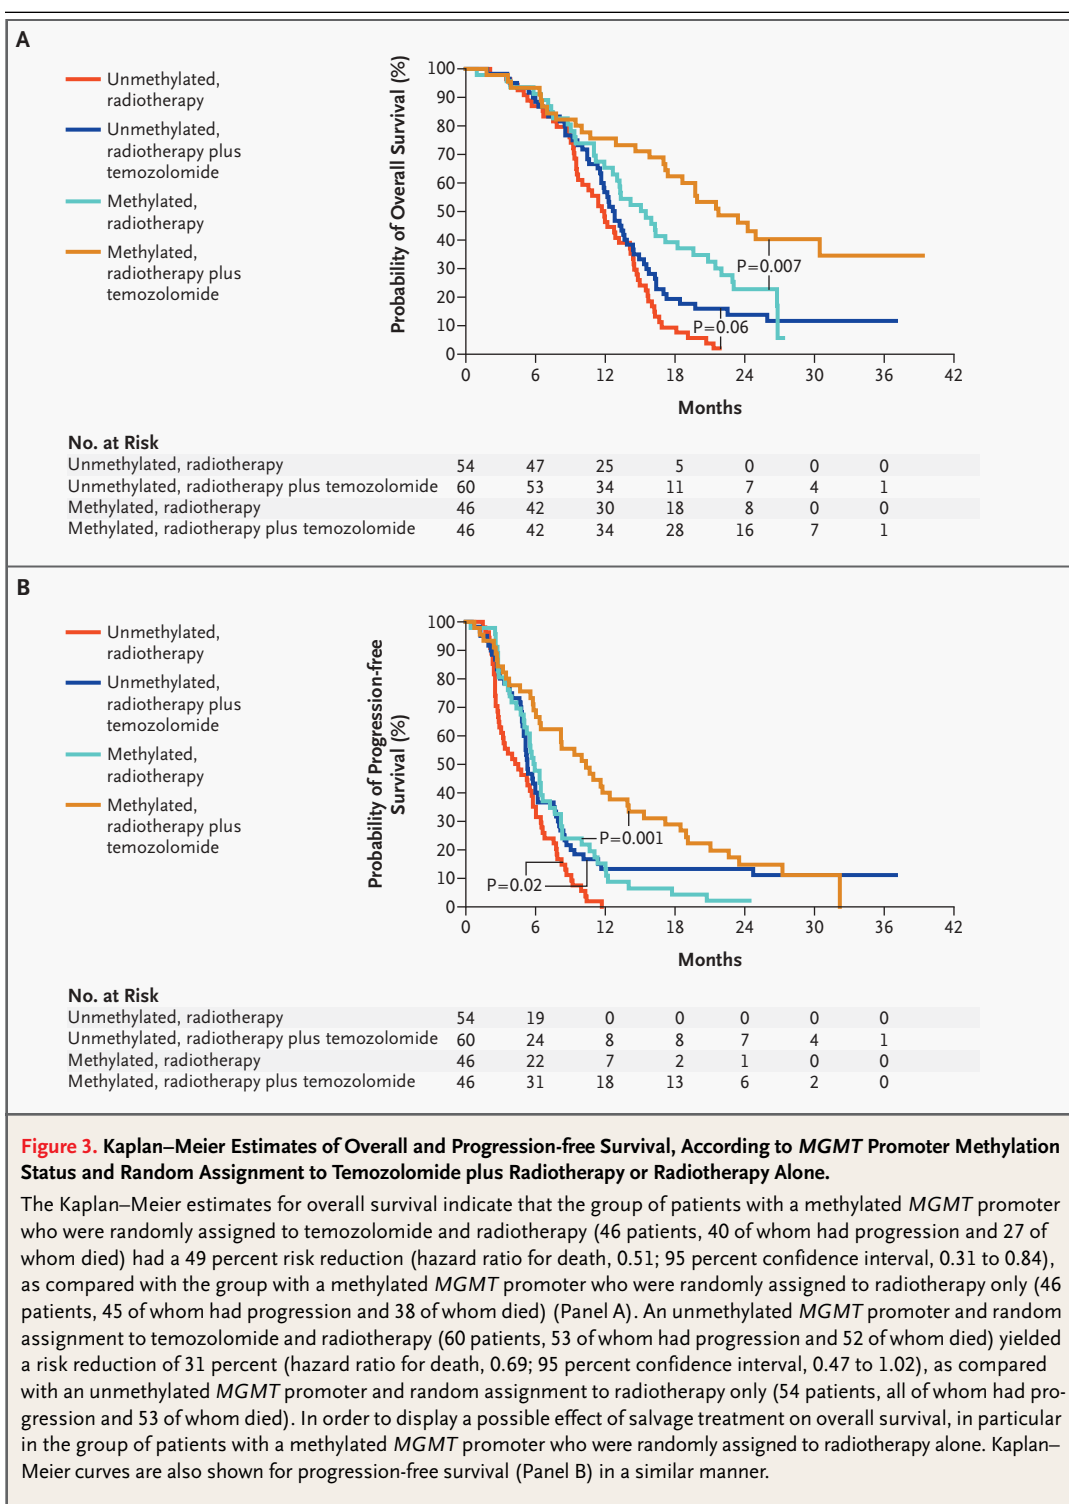 A
Unmethylated,
radiotherapy
Unmethylated,
radiotherapy plus
temozolomide
Methylated,
radiotherapy
Methylated,
radiotherapy plus
temozolomide
Probability of Overall Survival (%)
100
90
80
70
60
50
40
30
20
10
0
P=0.007
P=0.06
0 6 12 18 24 30 36 42
Months
No. at Risk
Unmethylated, radiotherapy 54 47 25 5 0 0 0
Unmethylated, radiotherapy plus temozolomide 60 53 34 11 7 4 1
Methylated, radiotherapy 46 42 30 18 8 0 0
Methylated, radiotherapy plus temozolomide 46 42 34 28 16 7 1
B
Unmethylated,
radiotherapy
Unmethylated,
radiotherapy plus
temozolomide
Methylated,
radiotherapy
Methylated,
radiotherapy plus
temozolomide
Probability of Progression-free
Survival (%)
100
90
80
70
60
50
40
30
20
10
0
P=0.001
P=0.02
0 6 12 18 24 30 36 42
Months
No. at Risk
Unmethylated, radiotherapy 54 19 0 0 0 0 0
Unmethylated, radiotherapy plus temozolomide 60 24 8 8 7 4 1
Methylated, radiotherapy 46 22 7 2 1 0 0
Methylated, radiotherapy plus temozolomide 46 31 18 13 6 2 0
Figure 3. Kaplan–Meier Estimates of Overall and Progression-free Survival, According to MGMT Promoter Methylation
Status and Random Assignment to Temozolomide plus Radiotherapy or Radiotherapy Alone.
The Kaplan–Meier estimates for overall survival indicate that the group of patients with a methylated MGMT promoter
who were randomly assigned to temozolomide and radiotherapy (46 patients, 40 of whom had progression and 27 of
whom died) had a 49 percent risk reduction (hazard ratio for death, 0.51; 95 percent confidence interval, 0.31 to 0.84),
as compared with the group with a methylated MGMT promoter who were randomly assigned to radiotherapy only (46
patients, 45 of whom had progression and 38 of whom died) (Panel A). An unmethylated MGMT promoter and random
assignment to temozolomide and radiotherapy (60 patients, 53 of whom had progression and 52 of whom died) yielded
a risk reduction of 31 percent (hazard ratio for death, 0.69; 95 percent confidence interval, 0.47 to 1.02), as compared
with an unmethylated MGMT promoter and random assignment to radiotherapy only (54 patients, all of whom had pro-
gression and 53 of whom died). In order to display a possible effect of salvage treatment on overall survival, in particular
in the group of patients with a methylated MGMT promoter who were randomly assigned to radiotherapy alone. Kaplan–
Meier curves are also shown for progression-free survival (Panel B) in a similar manner.